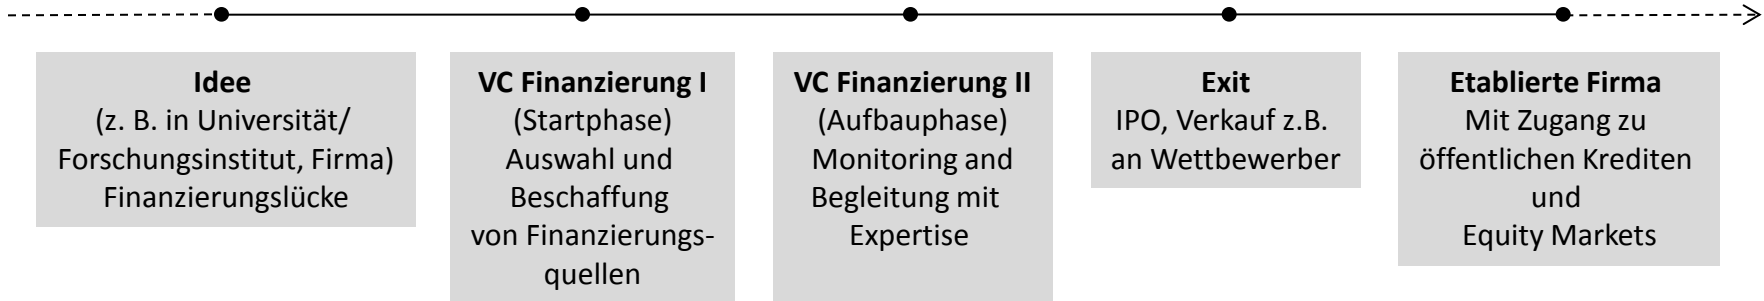 Idee
(z. B. in Universität/
Forschungsinstitut, Firma)
Finanzierungslücke
VC Finanzierung I
(Startphase)
Auswahl und
Beschaffung
von Finanzierungs-
quellen
VC Finanzierung II
(Aufbauphase)
Monitoring and
Begleitung mit
Expertise
Exit
IPO, Verkauf z.B.
an Wettbewerber
Etablierte Firma
Mit Zugang zu
öffentlichen Krediten
und
Equity Markets